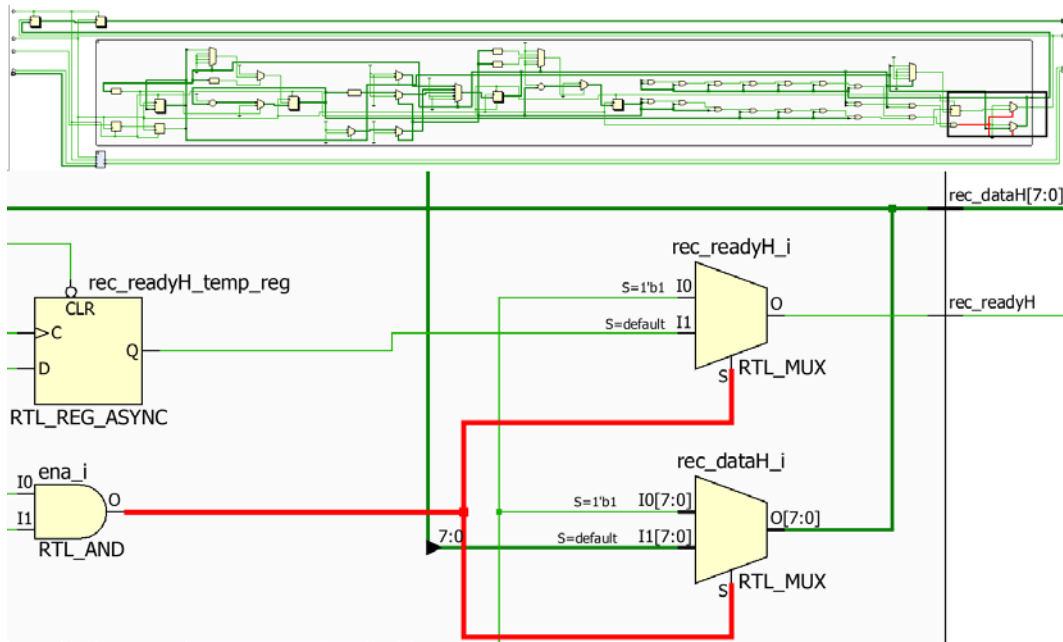 rec_dataH[7:0]
rec_readyH_i
rec_readyH_temp_reg
CLR
C
Q
D
RTL_REG_ASYNC
S=1'b1 I0
O
S=default I1
S RTL_MUX
rec_readyH
ena_i
I0
O
I1
RTL_AND
rec_dataH_i
S=1'b1 I0[7:0]
O[7:0]
7:0 S=default I1[7:0]
S RTL_MUX